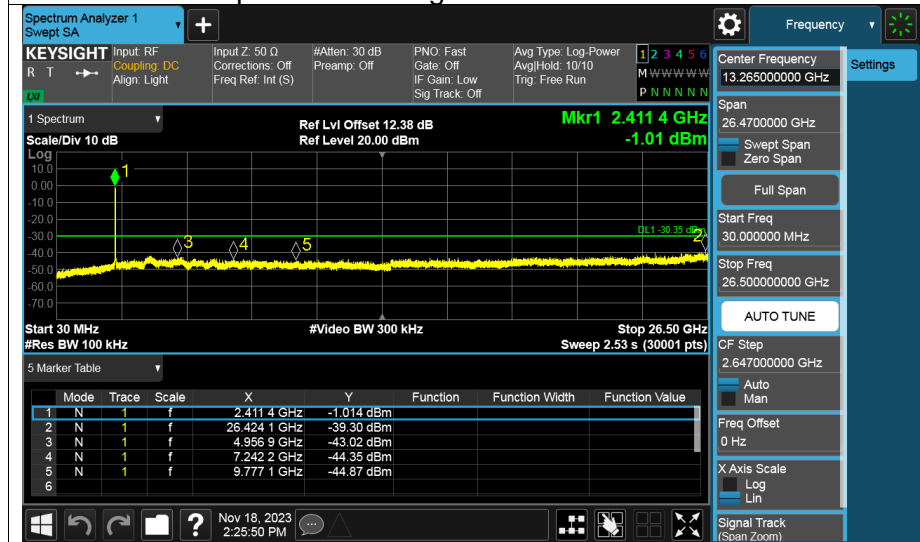 Spectrum Analyzer 1
Swept SA
+
Frequency
KEYSIGHT
R T
LXI
Input: RF
Coupling: DC
Align: Light
Input Z: 50 Ω
Corrections: Off
Freq Ref: Int (S)
#Atten: 30 dB
Preamp: Off
PNO: Fast
Gate: Off
IF Gain: Low
Sig Track: Off
Avg Type: Log-Power
Avg|Hold: 10/10
Trig: Free Run
1 2 3 4 5 6
M W W W W W
P N N N N N
1 Spectrum
Scale/Div 10 dB
Ref Lvl Offset 12.38 dB
Ref Level 20.00 dBm
Mkr1 2.411 4 GHz
-1.01 dBm
Log
10.0
0.00
-10.0
-20.0
-30.0
-40.0
-50.0
-60.0
-70.0
1
3
4
5
2
DL1 -30.35 dBm
Start 30 MHz
#Video BW 300 kHz
Stop 26.50 GHz
#Res BW 100 kHz
Sweep 2.53 s (30001 pts)
5 Marker Table
Mode Trace Scale X Y Function Function Width Function Value
1 N 1 f 2.411 4 GHz -1.014 dBm
2 N 1 f 26.424 1 GHz -39.30 dBm
3 N 1 f 4.956 9 GHz -43.02 dBm
4 N 1 f 7.242 2 GHz -44.35 dBm
5 N 1 f 9.777 1 GHz -44.87 dBm
6
?
Nov 18, 2023
2:25:50 PM
Center Frequency
13.265000000 GHz
Settings
Span
26.4700000 GHz
Swept Span
Zero Span
Full Span
Start Freq
30.000000 MHz
Stop Freq
26.500000000 GHz
AUTO TUNE
CF Step
2.647000000 GHz
Auto
Man
Freq Offset
0 Hz
X Axis Scale
Log
Lin
Signal Track
(Span Zoom)